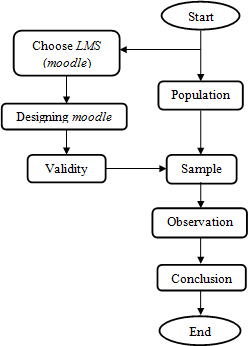 Start
Choose LMS
(moodle)
Population
Designing moodle
Validity
Sample
Observation
Conclusion
End